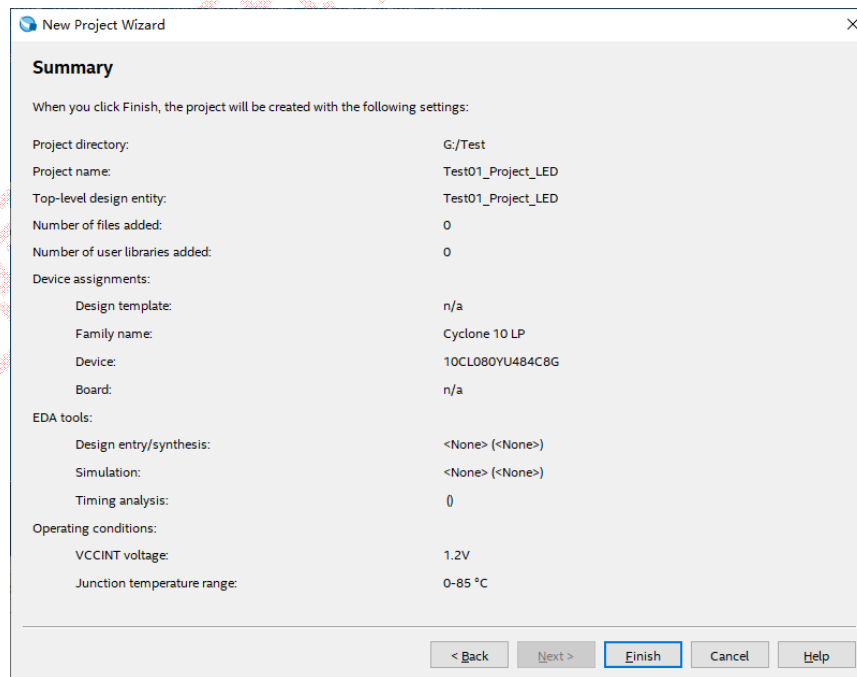 New Project Wizard
Summary
When you click Finish, the project will be created with the following settings:
Project directory: G:/Test
Project name: Test01_Project_LED
Top-level design entity: Test01_Project_LED
Number of files added: 0
Number of user libraries added: 0
Device assignments:
Design template: n/a
Family name: Cyclone 10 LP
Device: 10CL080YU484C8G
Board: n/a
EDA tools:
Design entry/synthesis: <None> (<None>)
Simulation: <None> (<None>)
Timing analysis: ()
Operating conditions:
VCCINT voltage: 1.2V
Junction temperature range: 0-85 °C
< Back Next > Finish Cancel Help